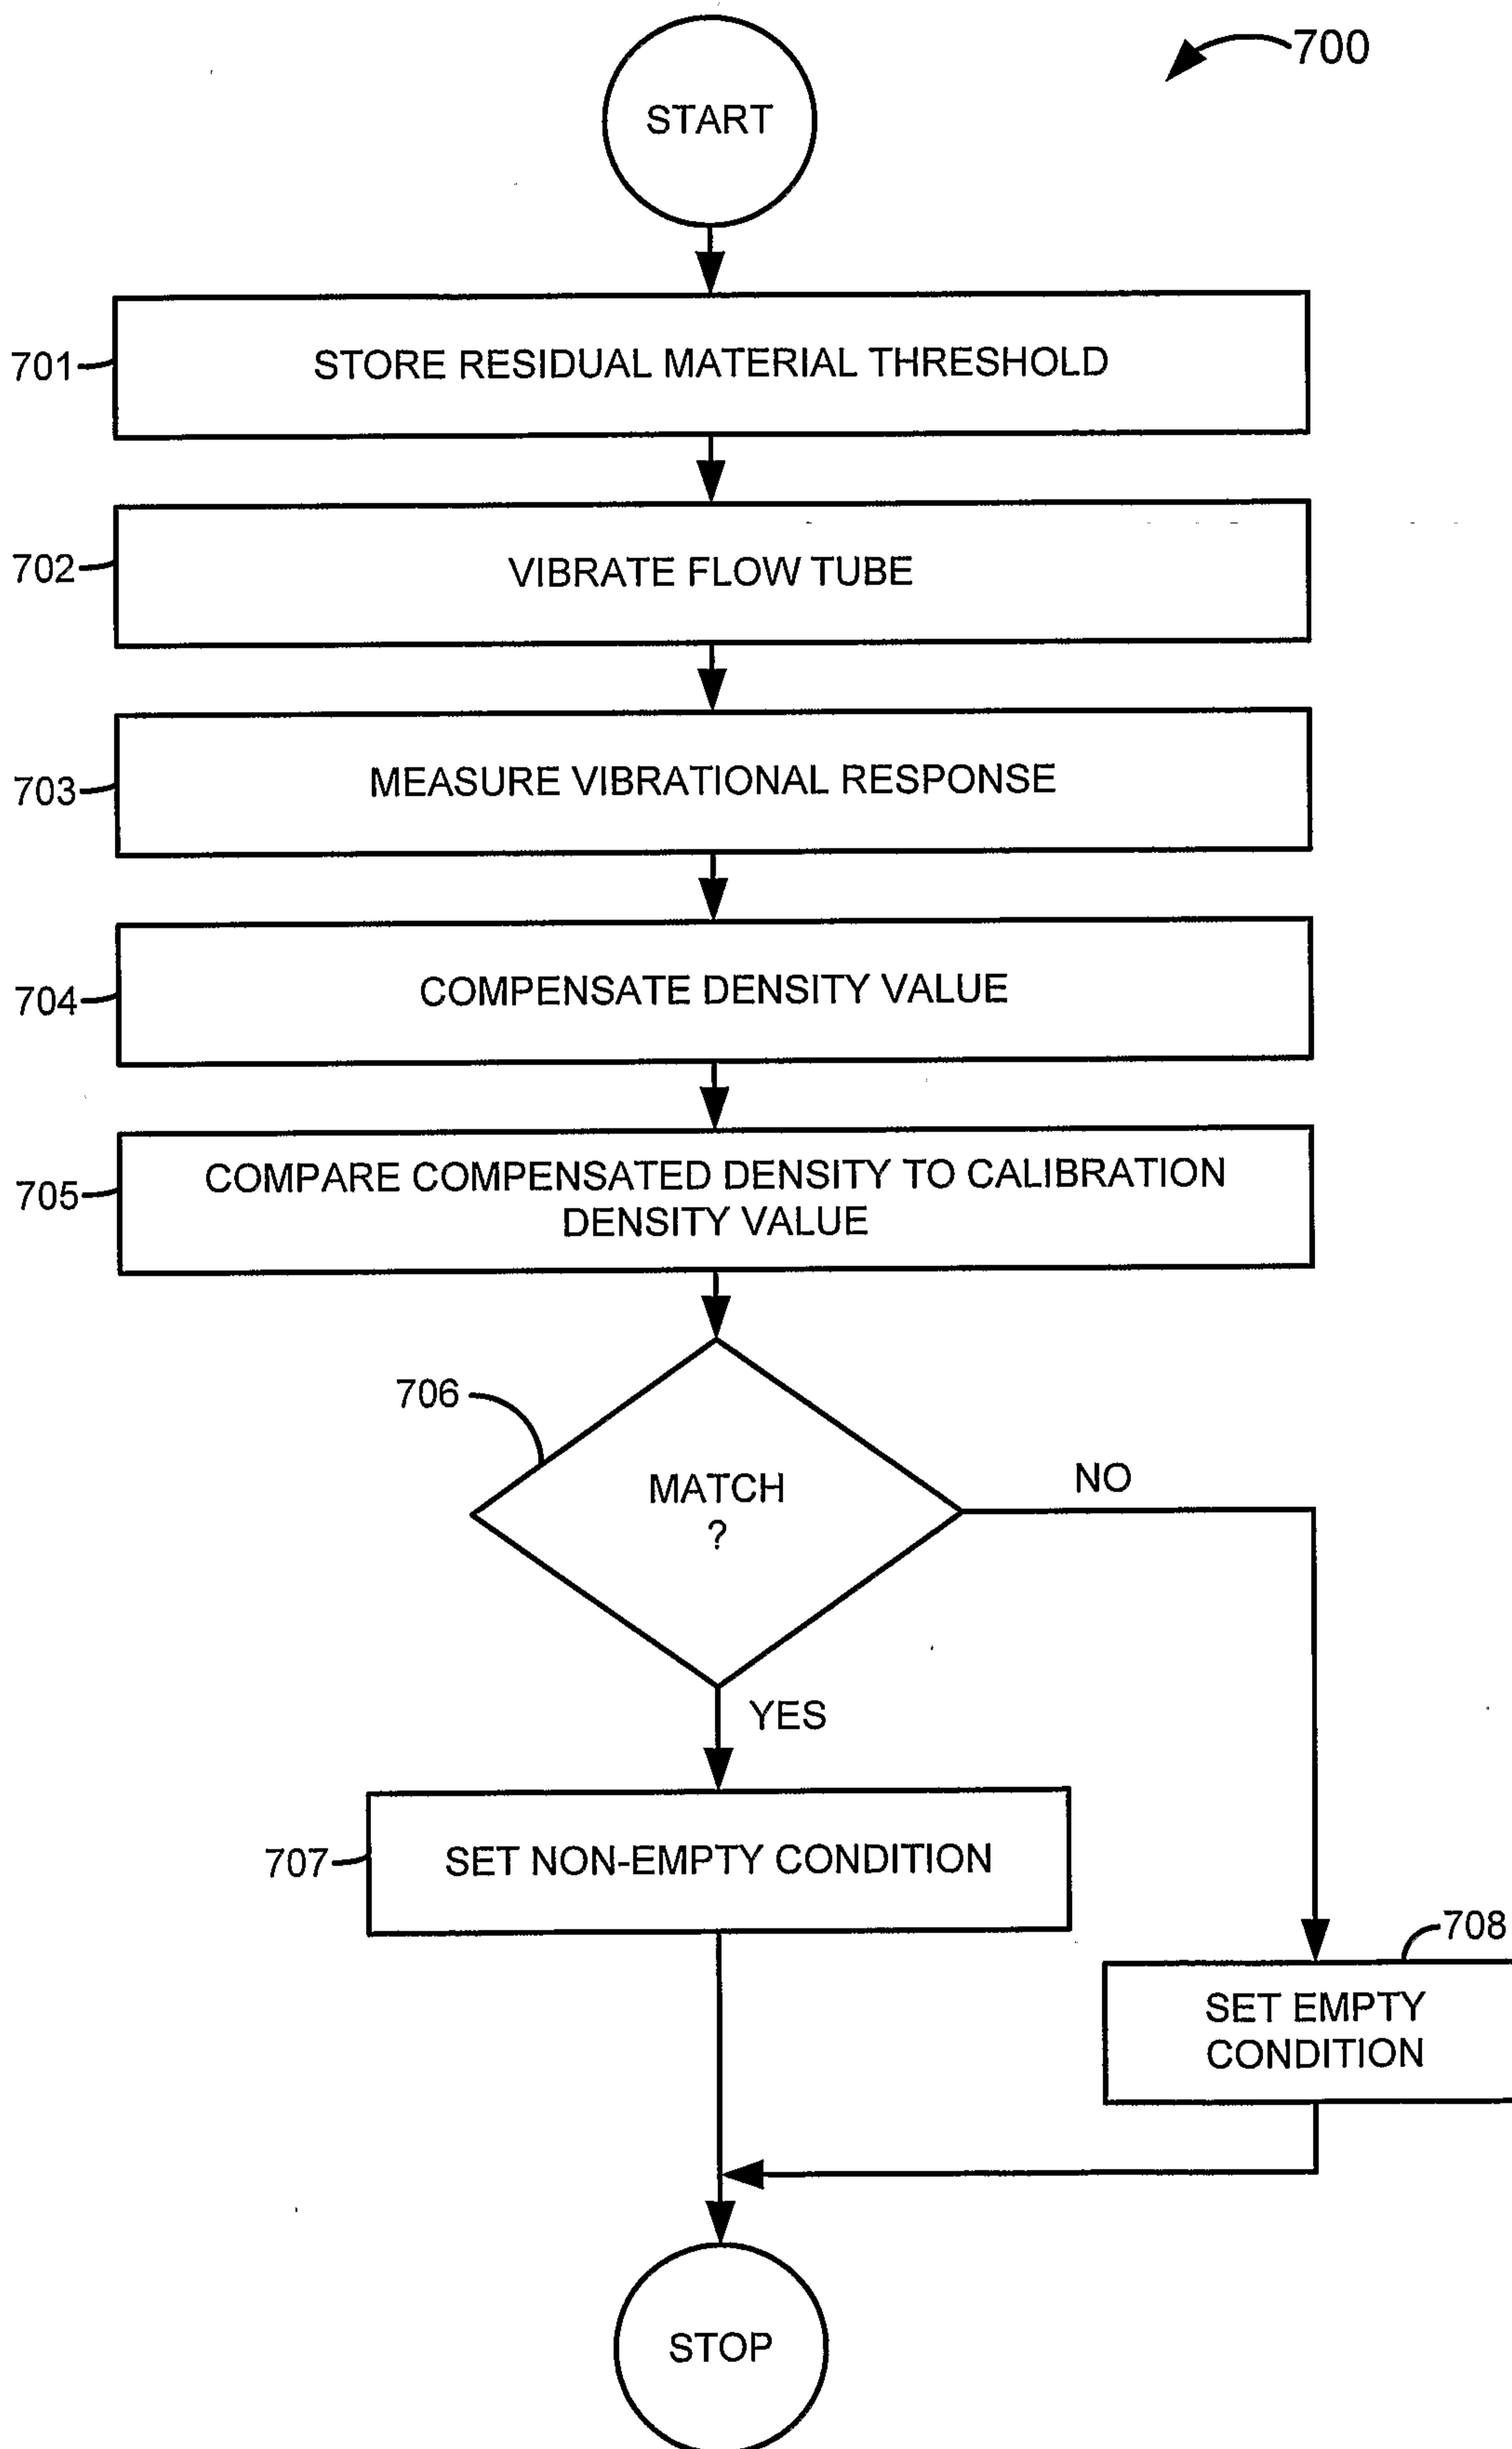 700
START
701
STORE RESIDUAL MATERIAL THRESHOLD
702
VIBRATE FLOW TUBE
703
MEASURE VIBRATIONAL RESPONSE
704
COMPENSATE DENSITY VALUE
705
COMPARE COMPENSATED DENSITY TO CALIBRATION
DENSITY VALUE
706
MATCH
?
NO
YES
707
SET NON-EMPTY CONDITION
708
SET EMPTY
CONDITION
STOP